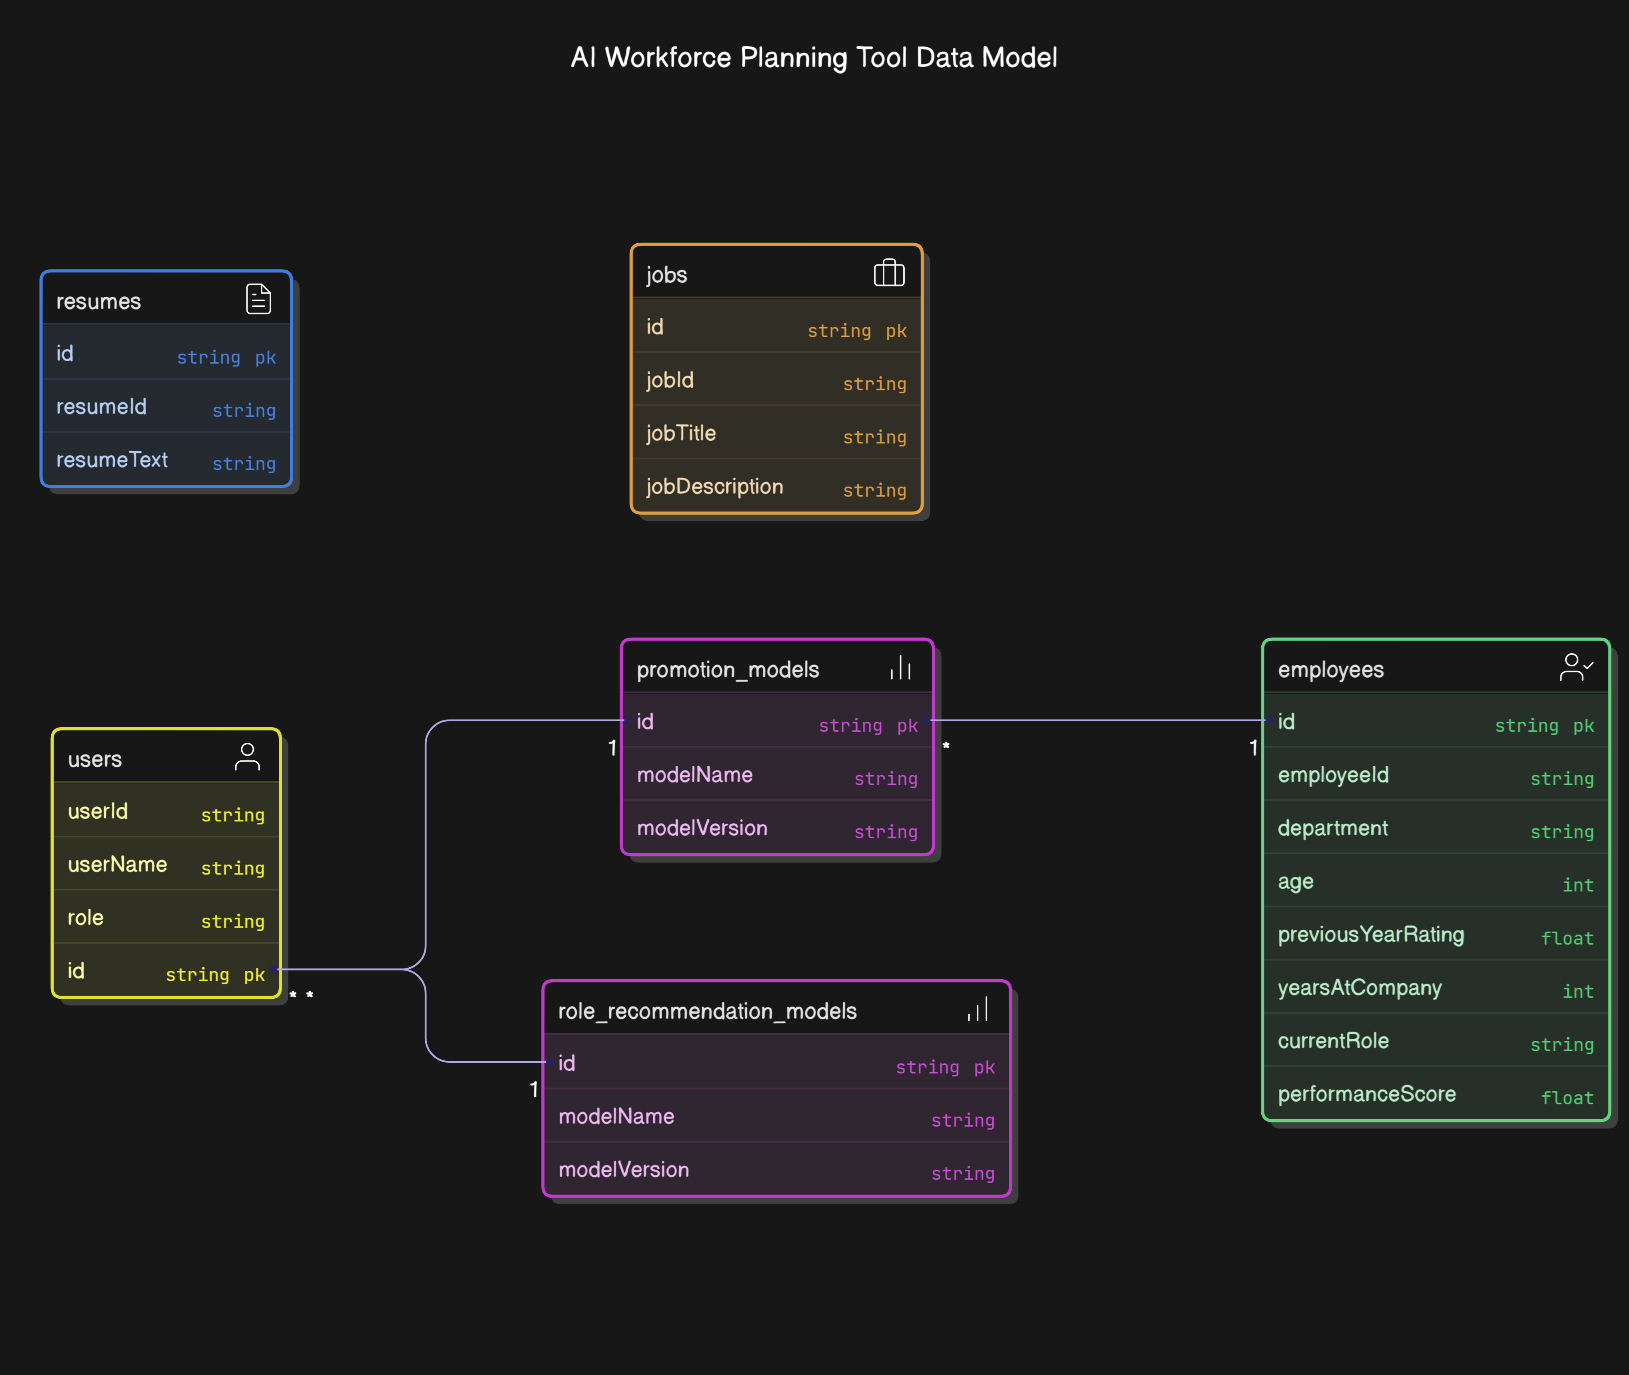 AI Workforce Planning Tool Data Model
resumes
id string pk
resumeId string
resumeText string
jobs
id string pk
jobId string
jobTitle string
jobDescription string
promotion_models
id string pk
modelName string
modelVersion string
1
*
employees
id string pk
employeeId string
department string
age int
previousYearRating float
yearsAtCompany int
currentRole string
performanceScore float
1
users
userId string
userName string
role string
id string pk
* *
role_recommendation_models
id string pk
modelName string
modelVersion string
1